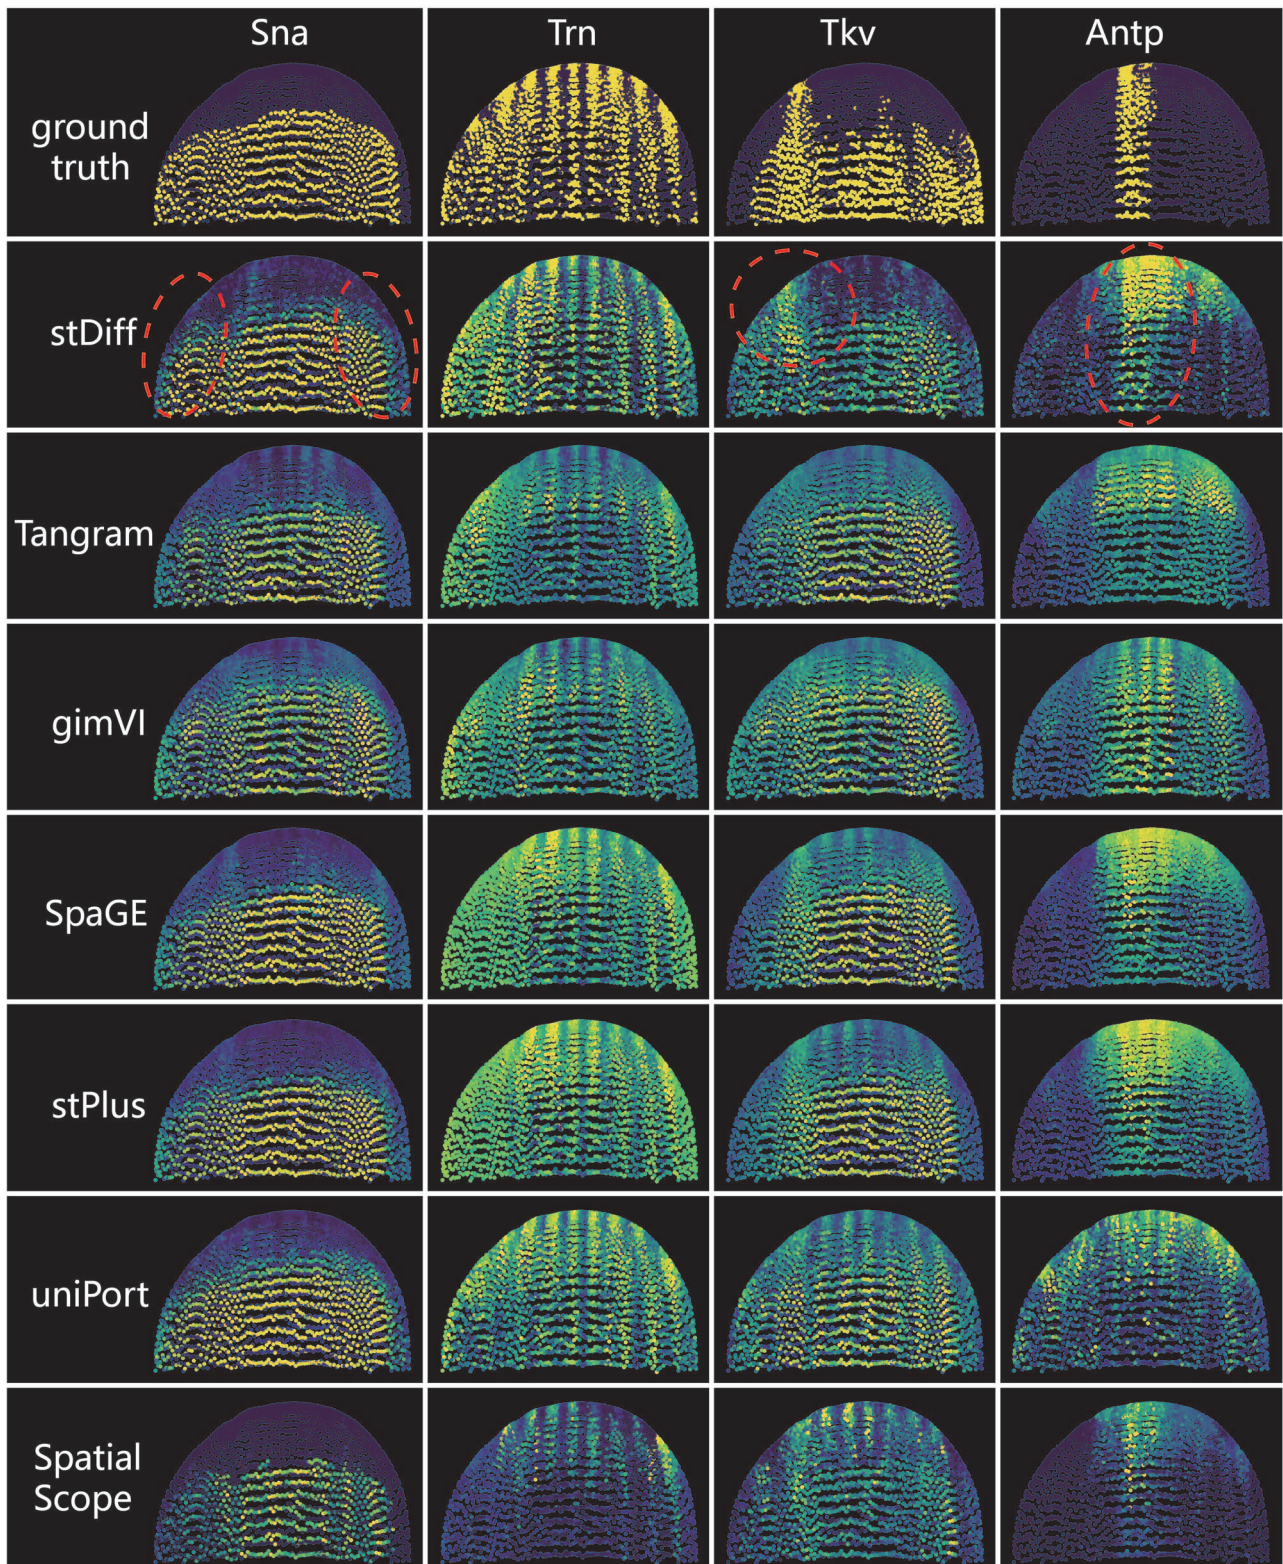 Sna Trn Tkv Antp
ground
truth
stDiff
Tangram
gimVI
SpaGE
stPlus
uniPort
Spatial
Scope